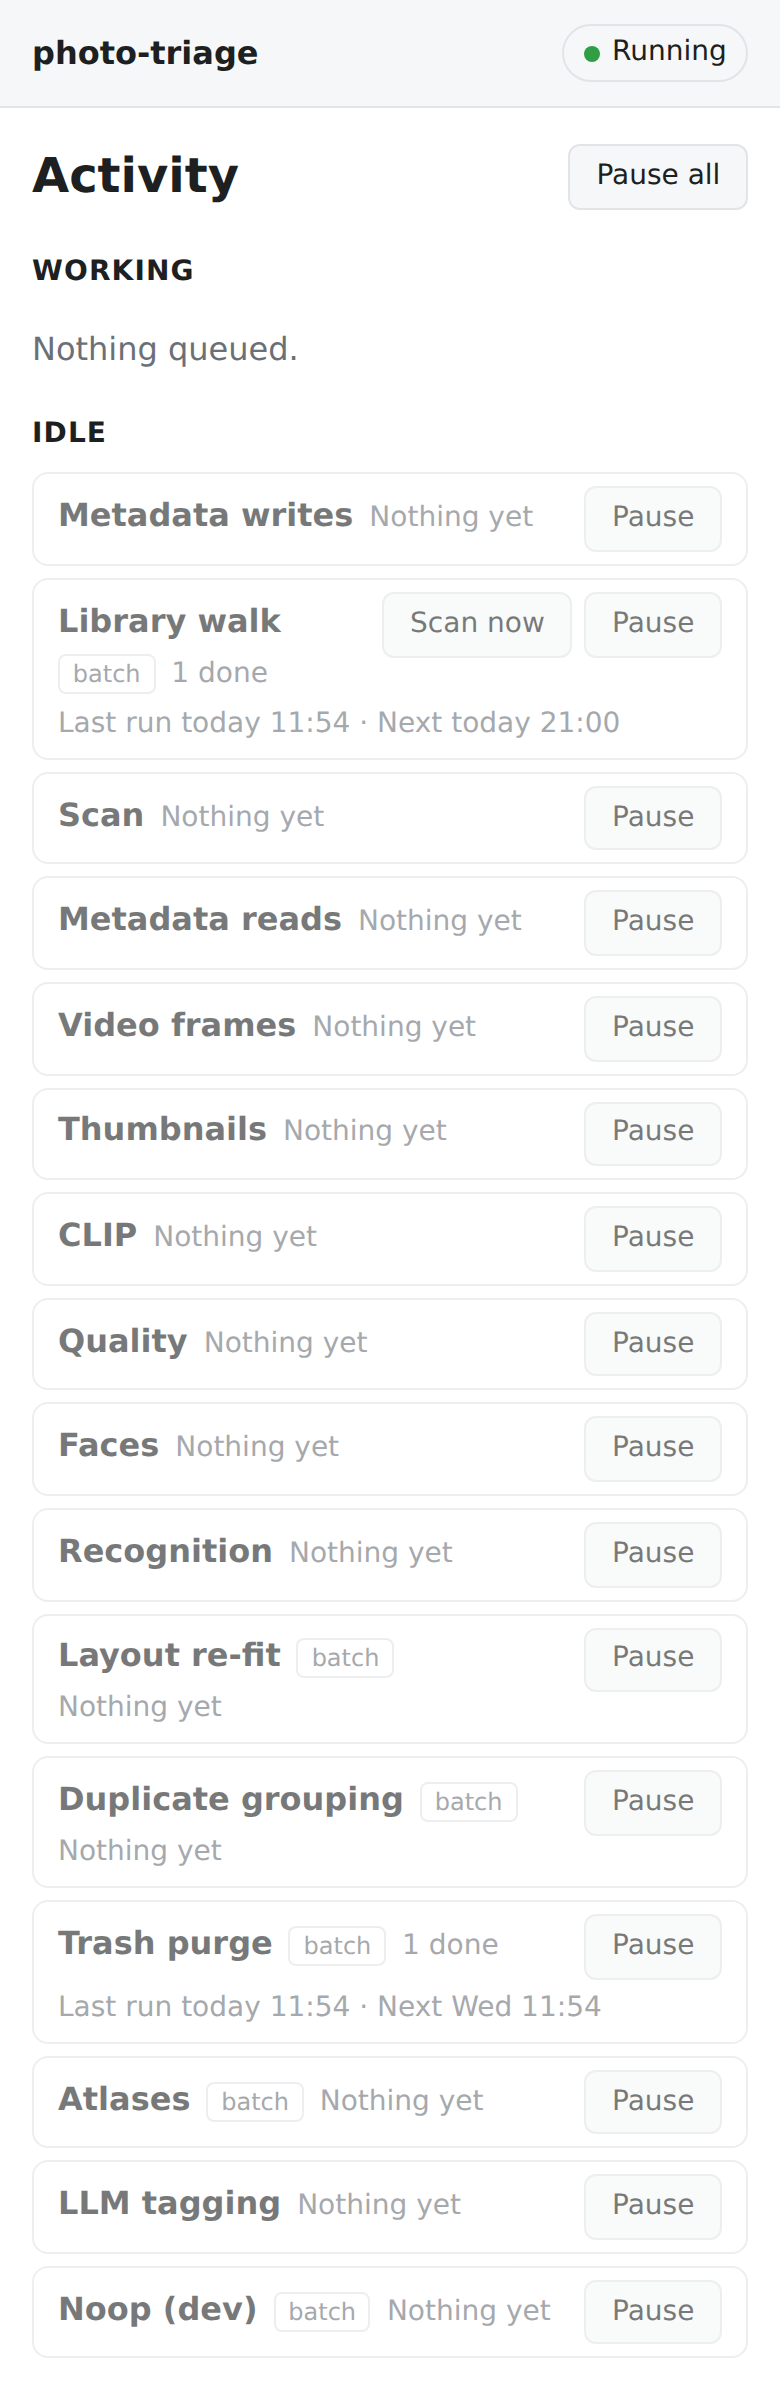 photo-triage Running
Activity Pause all
WORKING
Nothing queued.
IDLE
Metadata writes Nothing yet Pause
Library walk Scan now Pause
batch 1 done
Last run today 11:54 · Next today 21:00
Scan Nothing yet Pause
Metadata reads Nothing yet Pause
Video frames Nothing yet Pause
Thumbnails Nothing yet Pause
CLIP Nothing yet Pause
Quality Nothing yet Pause
Faces Nothing yet Pause
Recognition Nothing yet Pause
Layout re-fit batch Pause
Nothing yet
Duplicate grouping batch Pause
Nothing yet
Trash purge batch 1 done Pause
Last run today 11:54 · Next Wed 11:54
Atlases batch Nothing yet Pause
LLM tagging Nothing yet Pause
Noop (dev) batch Nothing yet Pause